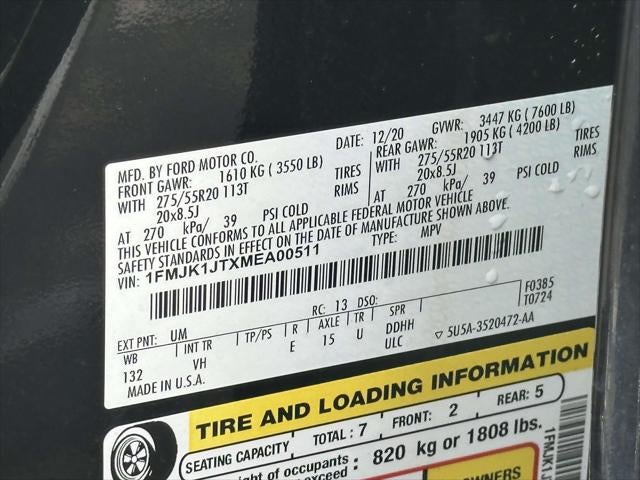 MFD. BY FORD MOTOR CO. DATE: 12/20 GVWR: 3447 KG ( 7600 LB)
FRONT GAWR: 1610 KG ( 3550 LB) REAR GAWR: 1905 KG ( 4200 LB)
WITH 275/55R20 113T TIRES WITH 275/55R20 113T TIRES
20x8.5J RIMS 20x8.5J RIMS
AT 270 kPa/ 39 PSI COLD AT 270 kPa/ 39 PSI COLD
THIS VEHICLE CONFORMS TO ALL APPLICABLE FEDERAL MOTOR VEHICLE
SAFETY STANDARDS IN EFFECT ON THE DATE OF MANUFACTURE SHOWN ABOVE.
VIN: 1FMJK1JTXMEA00511 TYPE: MPV
F0385
T0724
EXT PNT: UM RC: 13 DSO:
WB INT TR TP/PS R AXLE TR SPR
132 VH E 15 U DDHH
ULC ▽ 5U5A-3520472-AA
MADE IN U.S.A.
TIRE AND LOADING INFORMATION
SEATING CAPACITY TOTAL : 7 FRONT: 2 REAR: 5
ght of occupants 820 kg or 1808 lbs.
exceed
OWNERS
1FMJK1J